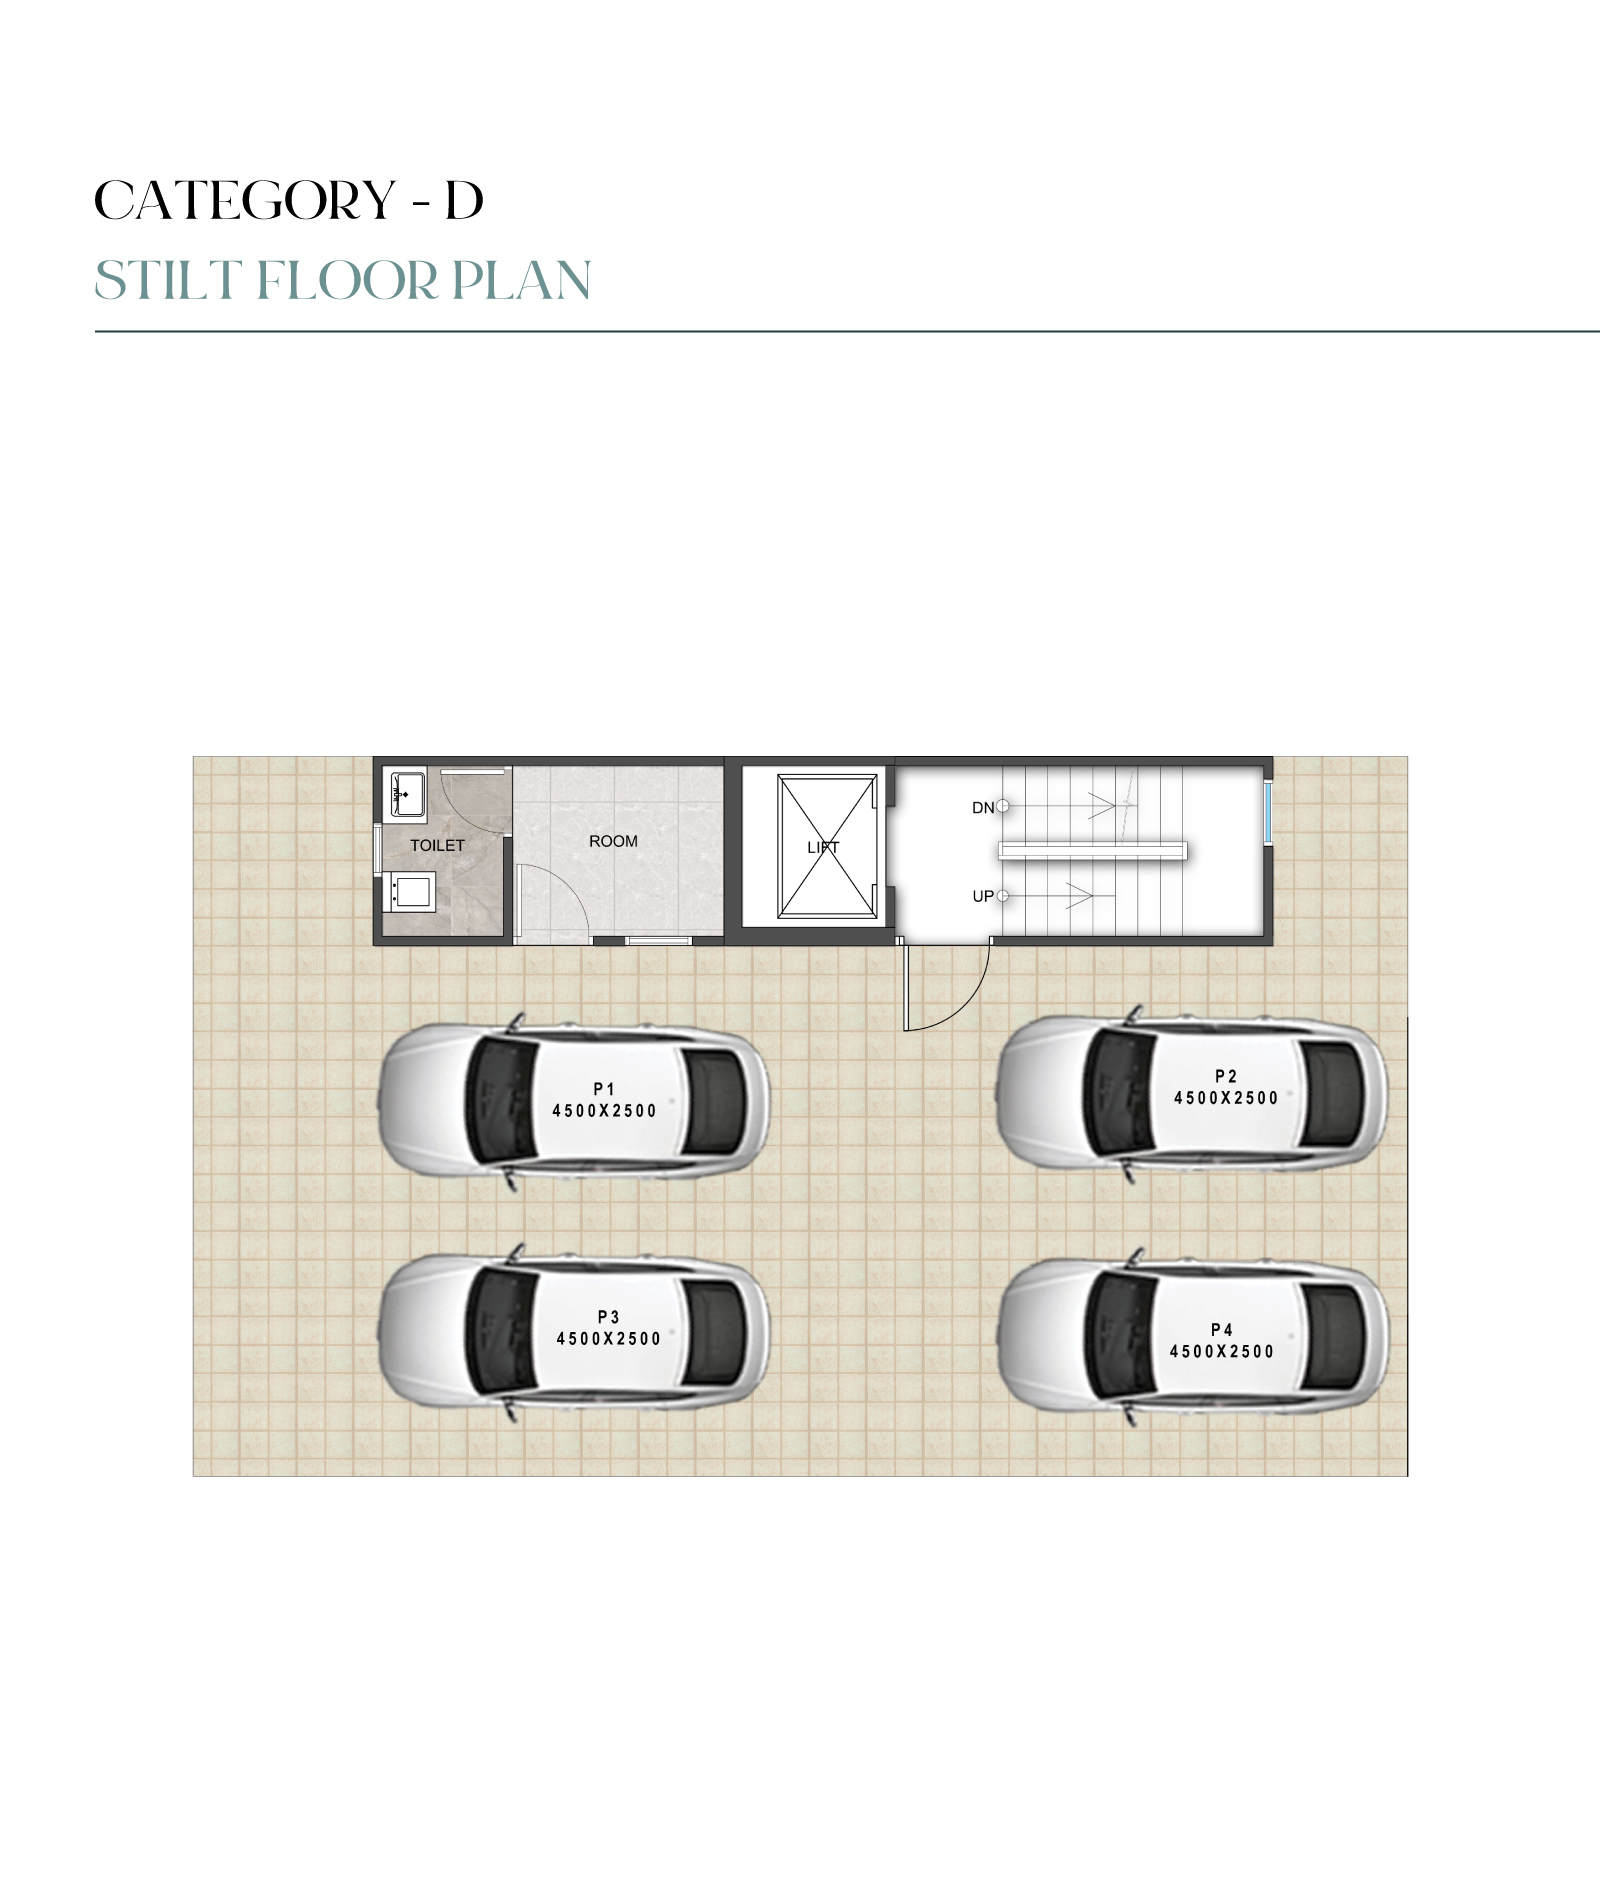 CATEGORY - D
STILT FLOOR PLAN
TOILET
ROOM
LIFT
DN
UP
P1
4500X2500
P2
4500X2500
P3
4500X2500
P4
4500X2500